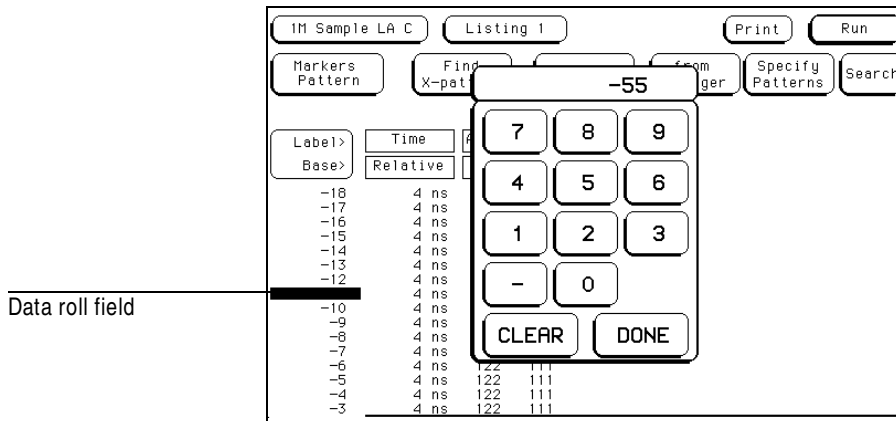 1M Sample LA C Listing 1 Print Run
Markers Pattern Find X-pat from ger Specify Patterns Search
-55
7 8 9
4 5 6
1 2 3
- 0
CLEAR DONE
Label> Time
Base> Relative
-18 4 ns
-17 4 ns
-16 4 ns
-15 4 ns
-14 4 ns
-13 4 ns
-12 4 ns
4 ns
-10 4 ns
-9 4 ns
-8 4 ns
-7 4 ns
-6 4 ns 122 111
-5 4 ns 122 111
-4 4 ns 122 111
-3 4 ns 122 111
Data roll field